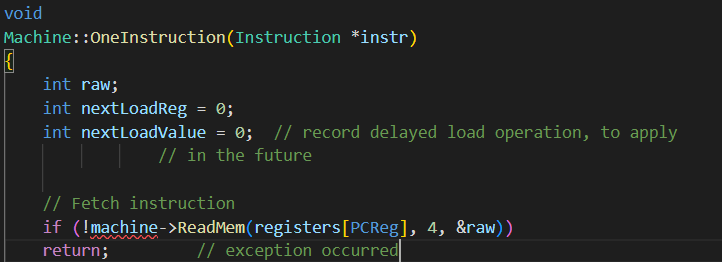 void
Machine::OneInstruction(Instruction *instr)
{
int raw;
int nextLoadReg = 0;
int nextLoadValue = 0;  // record delayed load operation, to apply
// in the future
// Fetch instruction
if (!machine->ReadMem(registers[PCReg], 4, &raw))
return;         // exception occurred